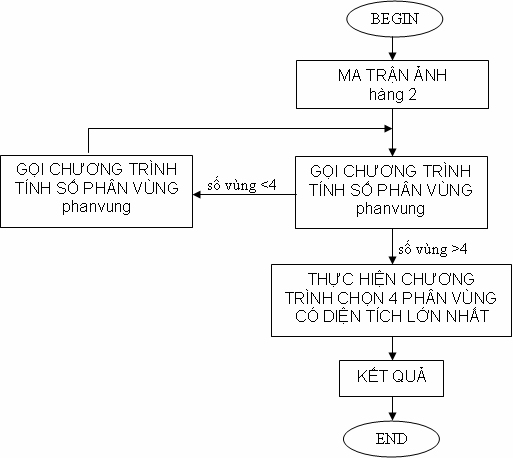 BEGIN
MA TRẬN ẢNH
hàng 2
GỌI CHƯƠNG TRÌNH
TÍNH SỐ PHÂN VÙNG
phanvung
số vùng <4
GỌI CHƯƠNG TRÌNH
TÍNH SỐ PHÂN VÙNG
phanvung
số vùng >4
THỰC HIỆN CHƯƠNG
TRÌNH CHỌN 4 PHÂN VÙNG
CÓ DIỆN TÍCH LỚN NHẤT
KẾT QUẢ
END